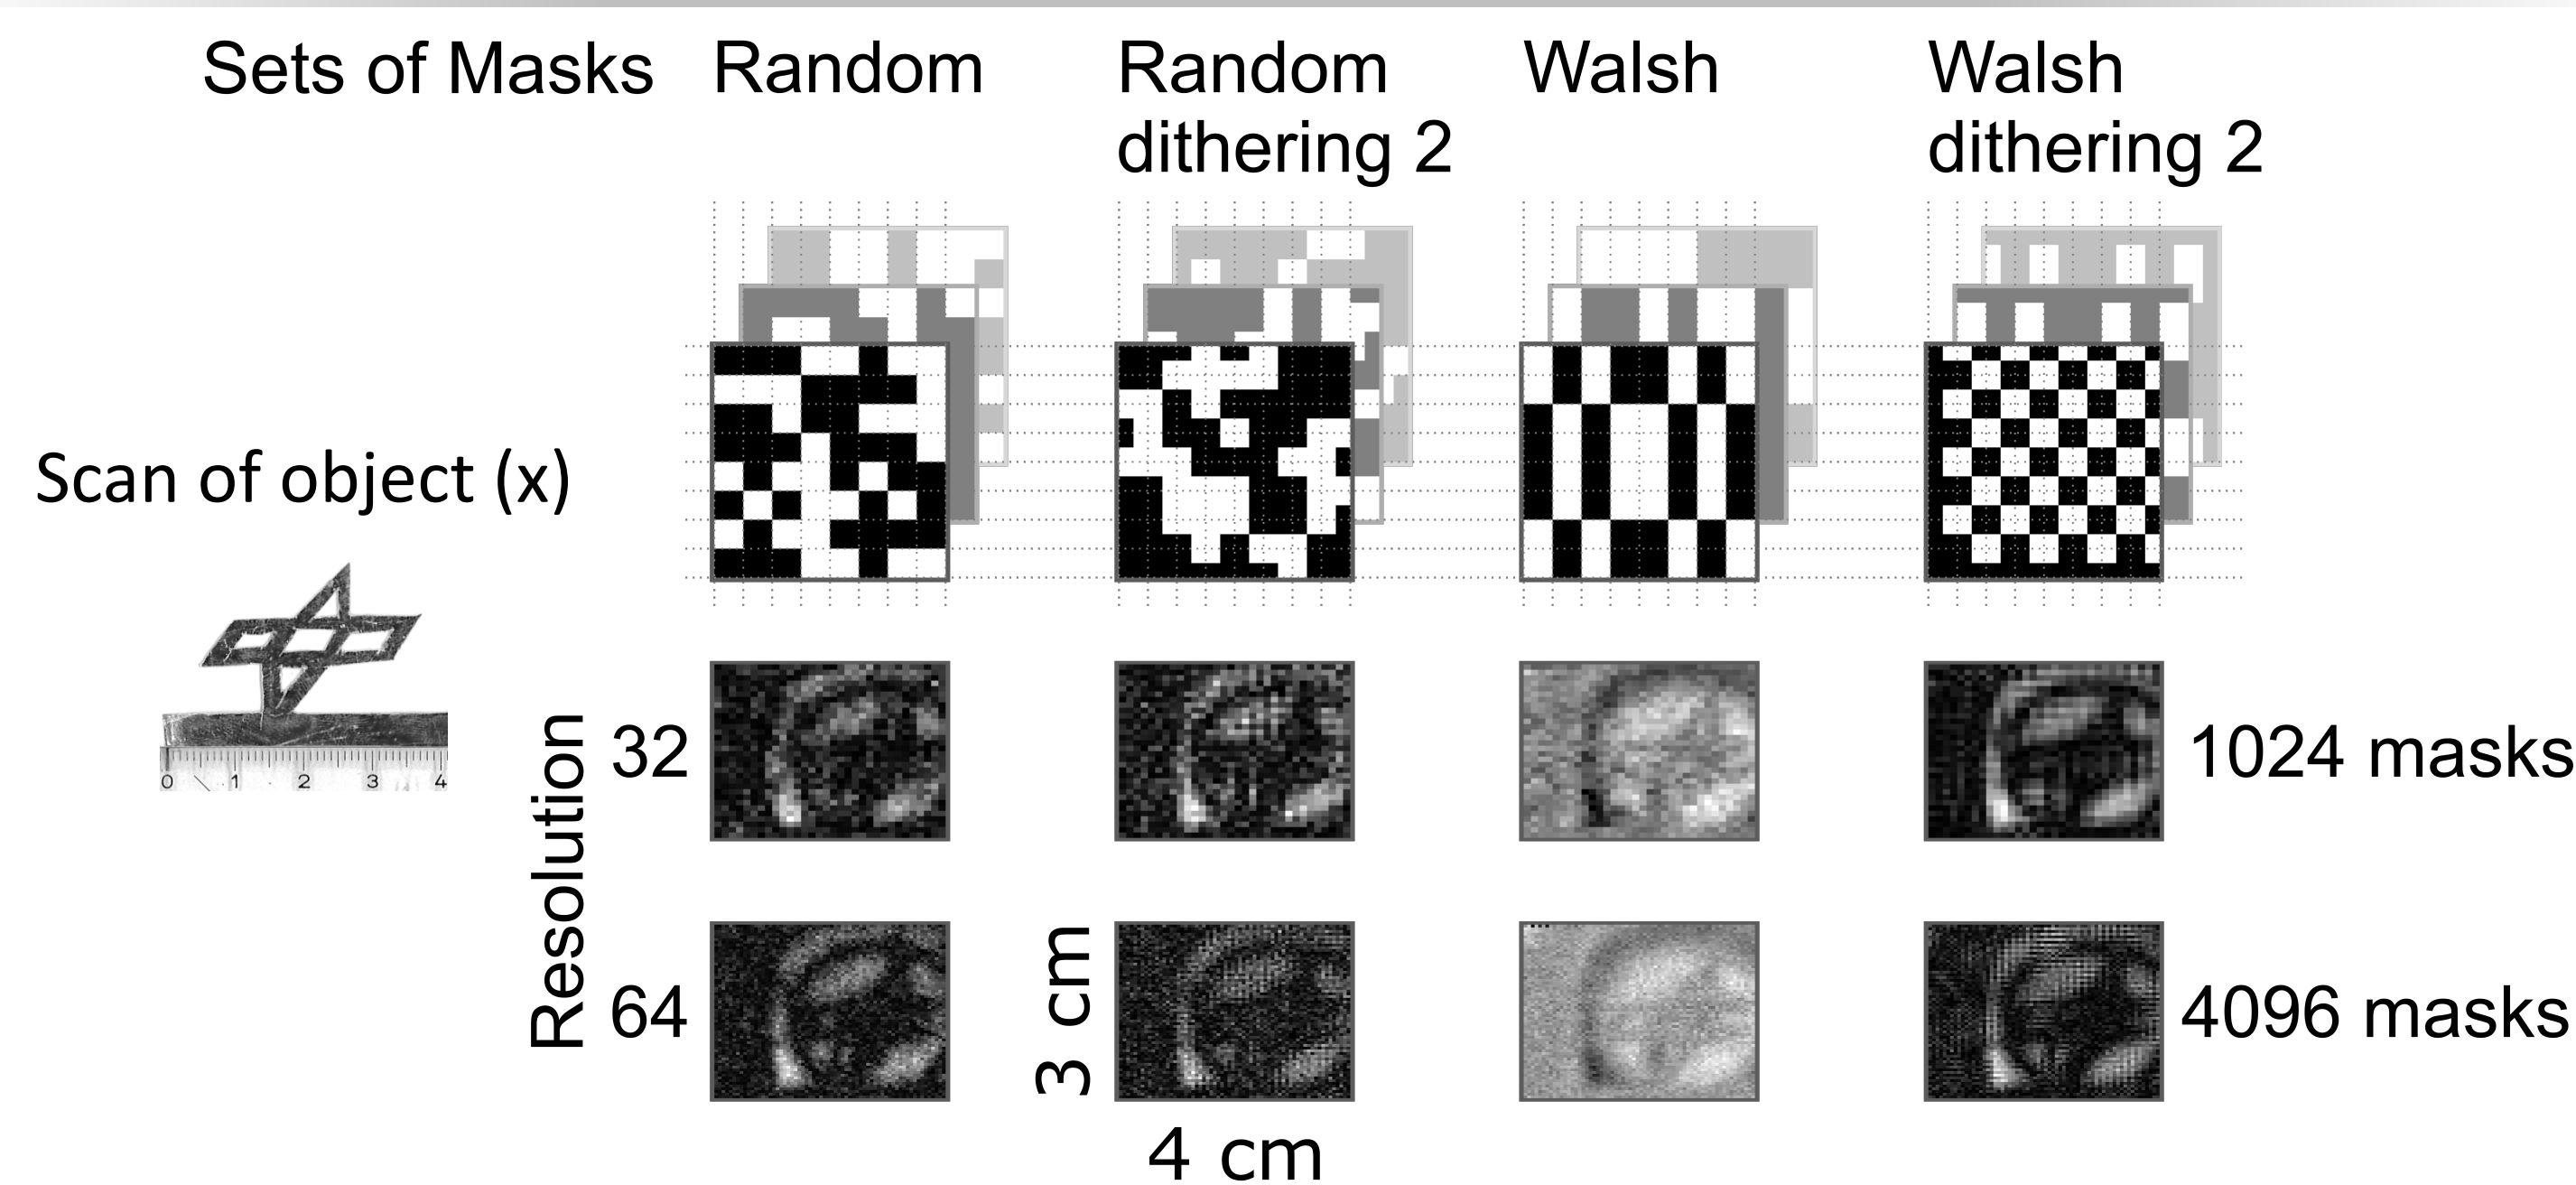 Sets of Masks
Random
Random
dithering 2
Walsh
Walsh
dithering 2
Scan of object (x)
0 1 2 3 4
Resolution
32
1024 masks
64
4096 masks
3 cm
4 cm